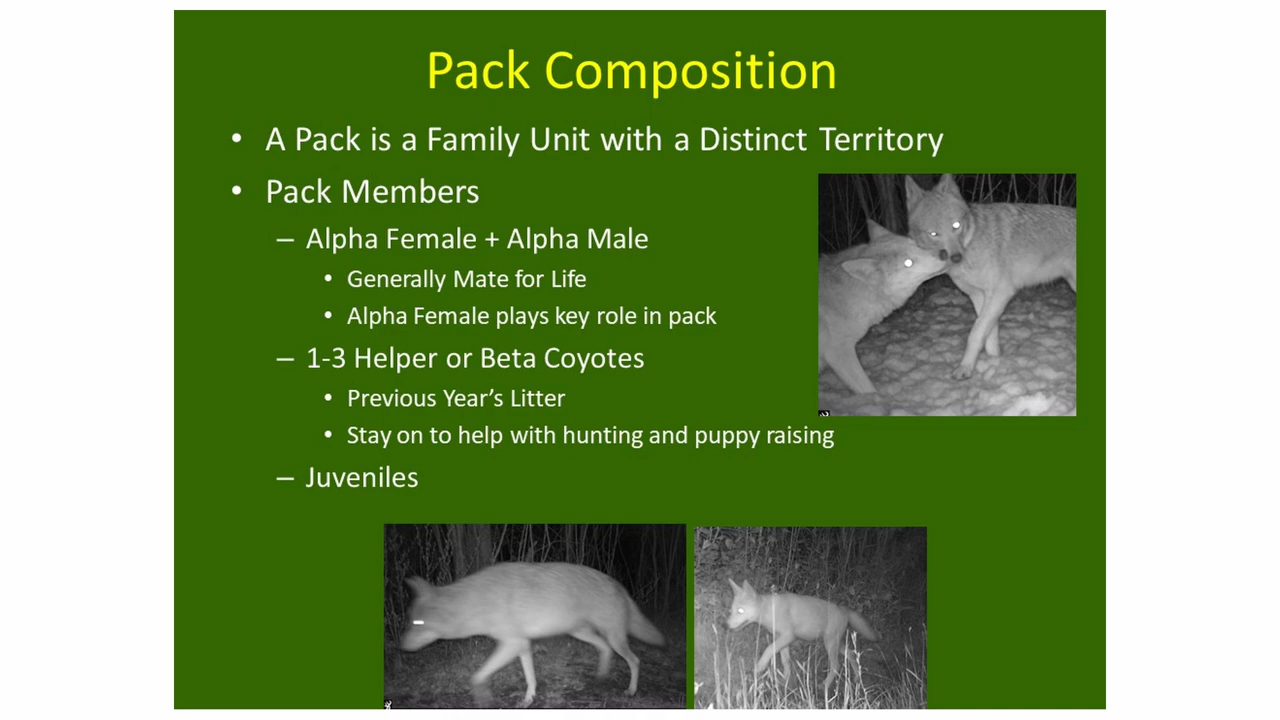 Pack Composition
• A Pack is a Family Unit with a Distinct Territory
• Pack Members
– Alpha Female + Alpha Male
• Generally Mate for Life
• Alpha Female plays key role in pack
– 1-3 Helper or Beta Coyotes
• Previous Year’s Litter
• Stay on to help with hunting and puppy raising
– Juveniles